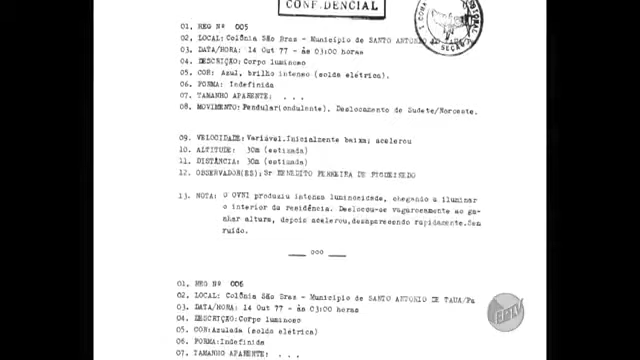 CONFIDENCIAL
01. REG Nº 005
02. LOCAL: Colônia São Bras - Município de SANTO ANTONIO DE TAUA/Pa
03. DATA/HORA: 14 Out 77 - às 03:00 horas
04. DESCRIÇÃO: Corpo luminoso
05. COR: Azul, brilho intenso (solda elétrica).
06. FORMA: Indefinida
07. TAMANHO APARENTE: . . .
08. MOVIMENTO: Pendular(ondulante). Deslocamento de Sudete/Noroeste.
09. VELOCIDADE: Variável.Inicialmente baixa; acelerou
10. ALTITUDE: 30m (estimada)
11. DISTÂNCIA: 30m (estimada)
12. OBSERVADOR(ES): Sr BENEDITO FERREIRA DE FIGUEIREDO
13. NOTA: O OVNI produziu intensa luminosidade, chegando a iluminar
o interior da residência. Deslocou-se vagarosamente ao ga-
nhar altura, depois acelerou,desaparecendo rapidamente.Sem
ruído.
ooo
01. REG Nº 006
02. LOCAL: Colônia São Bras - Município de SANTO ANTONIO DE TAUA/Pa
03. DATA/HORA: 14 Out 77 - às 03:00 horas
04. DESCRIÇÃO:Corpo luminoso
05. COR:Azulada (solda elétrica)
06. FORMA:Indefinida
07. TAMANHO APARENTE: . . .
EPTV